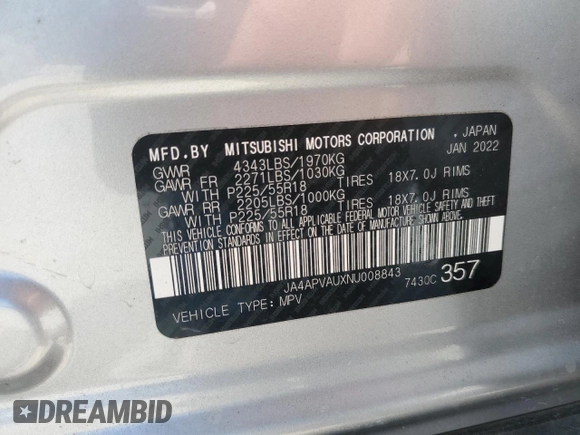 MFD.BY MITSUBISHI MOTORS CORPORATION , JAPAN
JAN 2022
GVWR 4343LBS/1970KG
GAWR FR 2271LBS/1030KG
WITH P225/55R18 TIRES 18X7.0J RIMS
GAWR RR 2205LBS/1000KG
WITH P225/55R18 TIRES 18X7.0J RIMS
THIS VEHICLE CONFORMS TO ALL APPLICABLE FEDERAL MOTOR VEHICLE SAFETY AND THEFT
PREVENTION STANDARDS IN EFFECT ON THE DATE OF MANUFACTURE SHOWN ABOVE.
JA4APVAUXNU008843 7430C 357
VEHICLE TYPE: MPV
DREAMBID